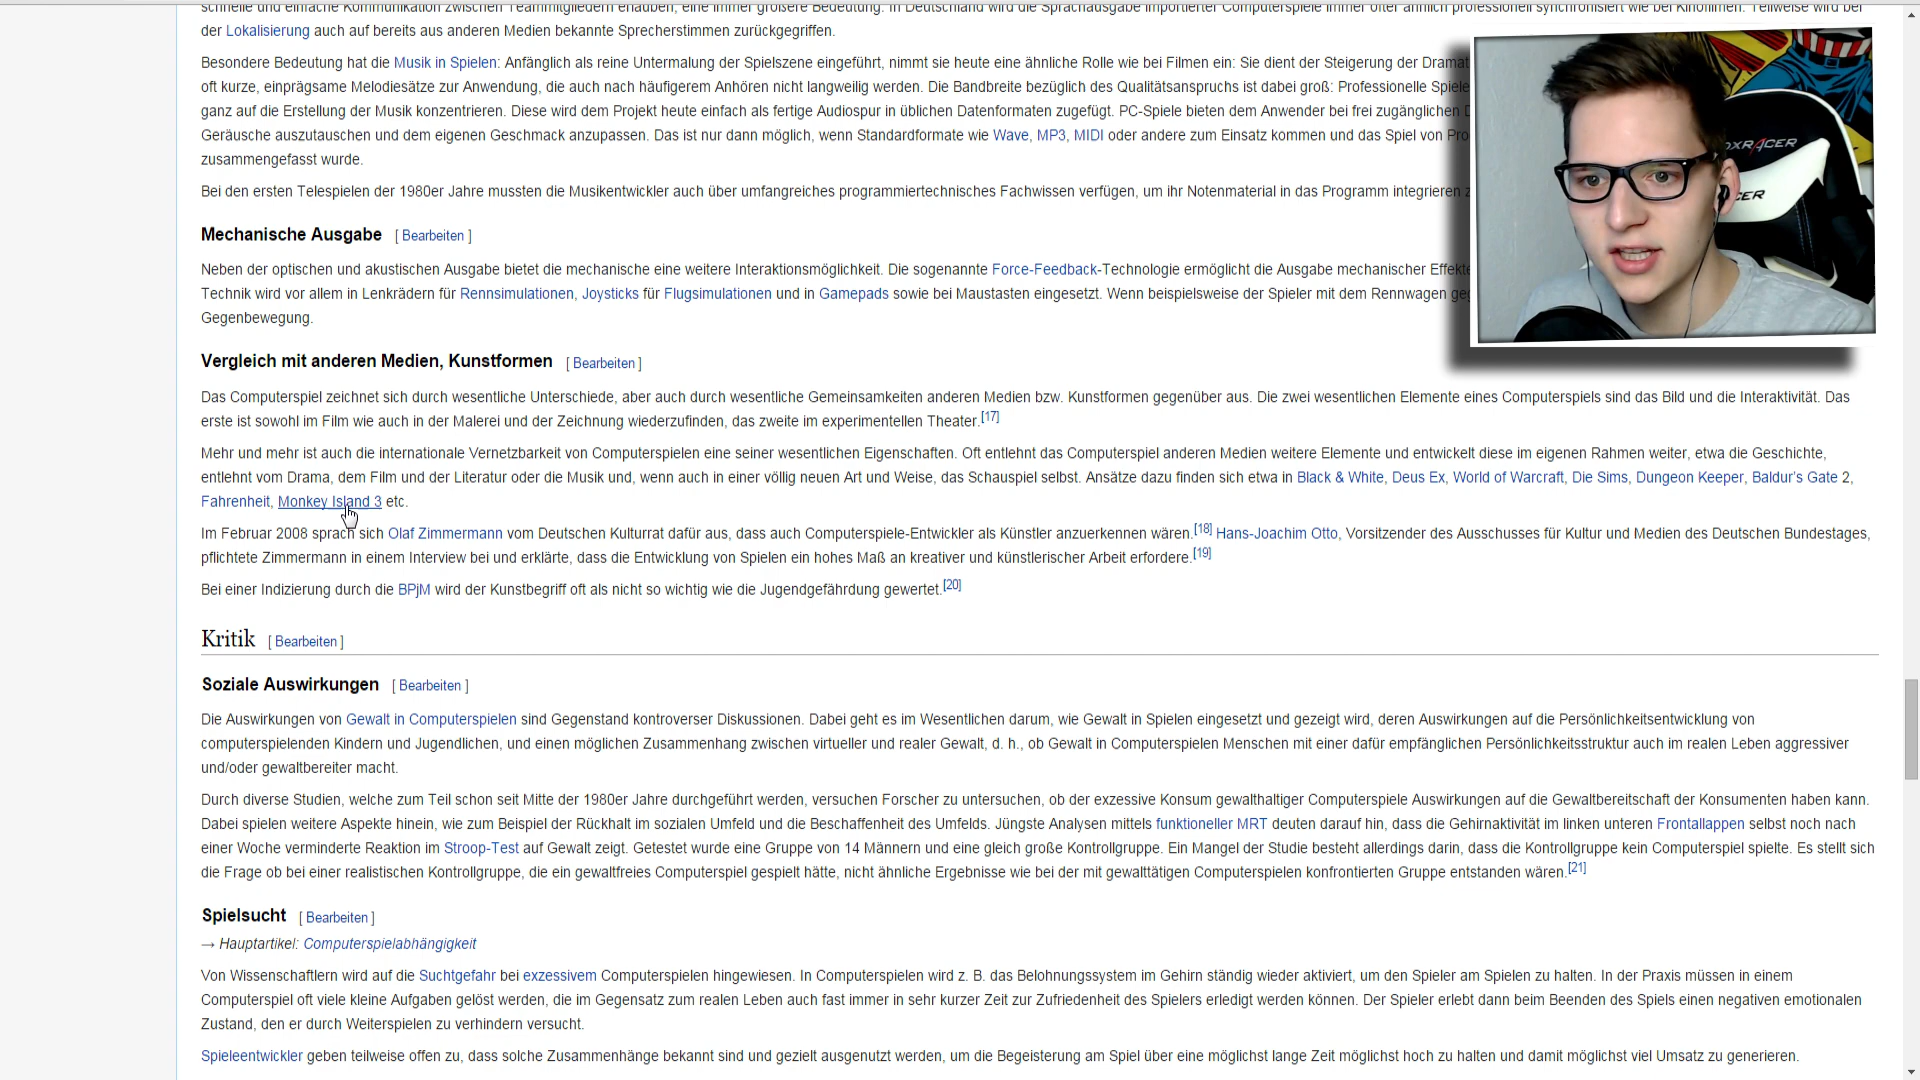 schnelle und einfache Kommunikation zwischen Teammitgliedern erlauben, eine immer größere Bedeutung. In Deutschland wird die Sprachausgabe importierter Computerspiele immer öfter ähnlich professionell synchronisiert wie bei Kinofilmen. Teilweise wird bei
der Lokalisierung auch auf bereits aus anderen Medien bekannte Sprecherstimmen zurückgegriffen.
Besondere Bedeutung hat die Musik in Spielen: Anfänglich als reine Untermalung der Spielszene eingeführt, nimmt sie heute eine ähnliche Rolle wie bei Filmen ein: Sie dient der Steigerung der Dramat
oft kurze, einprägsame Melodiesätze zur Anwendung, die auch nach häufigerem Anhören nicht langweilig werden. Die Bandbreite bezüglich des Qualitätsanspruchs ist dabei groß: Professionelle Spiele
ganz auf die Erstellung der Musik konzentrieren. Diese wird dem Projekt heute einfach als fertige Audiospur in üblichen Datenformaten zugefügt. PC-Spiele bieten dem Anwender bei frei zugänglichen D
Geräusche auszutauschen und dem eigenen Geschmack anzupassen. Das ist nur dann möglich, wenn Standardformate wie Wave, MP3, MIDI oder andere zum Einsatz kommen und das Spiel von Pro
zusammengefasst wurde.
Bei den ersten Telespielen der 1980er Jahre mussten die Musikentwickler auch über umfangreiches programmiertechnisches Fachwissen verfügen, um ihr Notenmaterial in das Programm integrieren z
Mechanische Ausgabe [ Bearbeiten ]
Neben der optischen und akustischen Ausgabe bietet die mechanische eine weitere Interaktionsmöglichkeit. Die sogenannte Force-Feedback-Technologie ermöglicht die Ausgabe mechanischer Effekte
Technik wird vor allem in Lenkrädern für Rennsimulationen, Joysticks für Flugsimulationen und in Gamepads sowie bei Maustasten eingesetzt. Wenn beispielsweise der Spieler mit dem Rennwagen geg
Gegenbewegung.
Vergleich mit anderen Medien, Kunstformen [ Bearbeiten ]
Das Computerspiel zeichnet sich durch wesentliche Unterschiede, aber auch durch wesentliche Gemeinsamkeiten anderen Medien bzw. Kunstformen gegenüber aus. Die zwei wesentlichen Elemente eines Computerspiels sind das Bild und die Interaktivität. Das
erste ist sowohl im Film wie auch in der Malerei und der Zeichnung wiederzufinden, das zweite im experimentellen Theater.[17]
Mehr und mehr ist auch die internationale Vernetzbarkeit von Computerspielen eine seiner wesentlichen Eigenschaften. Oft entlehnt das Computerspiel anderen Medien weitere Elemente und entwickelt diese im eigenen Rahmen weiter, etwa die Geschichte,
entlehnt vom Drama, dem Film und der Literatur oder die Musik und, wenn auch in einer völlig neuen Art und Weise, das Schauspiel selbst. Ansätze dazu finden sich etwa in Black & White, Deus Ex, World of Warcraft, Die Sims, Dungeon Keeper, Baldur's Gate 2,
Fahrenheit, Monkey Island 3 etc.
Im Februar 2008 sprach sich Olaf Zimmermann vom Deutschen Kulturrat dafür aus, dass auch Computerspiele-Entwickler als Künstler anzuerkennen wären.[18] Hans-Joachim Otto, Vorsitzender des Ausschusses für Kultur und Medien des Deutschen Bundestages,
pflichtete Zimmermann in einem Interview bei und erklärte, dass die Entwicklung von Spielen ein hohes Maß an kreativer und künstlerischer Arbeit erfordere.[19]
Bei einer Indizierung durch die BPjM wird der Kunstbegriff oft als nicht so wichtig wie die Jugendgefährdung gewertet.[20]
Kritik [ Bearbeiten ]
Soziale Auswirkungen [ Bearbeiten ]
Die Auswirkungen von Gewalt in Computerspielen sind Gegenstand kontroverser Diskussionen. Dabei geht es im Wesentlichen darum, wie Gewalt in Spielen eingesetzt und gezeigt wird, deren Auswirkungen auf die Persönlichkeitsentwicklung von
computerspielenden Kindern und Jugendlichen, und einen möglichen Zusammenhang zwischen virtueller und realer Gewalt, d. h., ob Gewalt in Computerspielen Menschen mit einer dafür empfänglichen Persönlichkeitsstruktur auch im realen Leben aggressiver
und/oder gewaltbereiter macht.
Durch diverse Studien, welche zum Teil schon seit Mitte der 1980er Jahre durchgeführt werden, versuchen Forscher zu untersuchen, ob der exzessive Konsum gewalthaltiger Computerspiele Auswirkungen auf die Gewaltbereitschaft der Konsumenten haben kann.
Dabei spielen weitere Aspekte hinein, wie zum Beispiel der Rückhalt im sozialen Umfeld und die Beschaffenheit des Umfelds. Jüngste Analysen mittels funktioneller MRT deuten darauf hin, dass die Gehirnaktivität im linken unteren Frontallappen selbst noch nach
einer Woche verminderte Reaktion im Stroop-Test auf Gewalt zeigt. Getestet wurde eine Gruppe von 14 Männern und eine gleich große Kontrollgruppe. Ein Mangel der Studie besteht allerdings darin, dass die Kontrollgruppe kein Computerspiel spielte. Es stellt sich
die Frage ob bei einer realistischen Kontrollgruppe, die ein gewaltfreies Computerspiel gespielt hätte, nicht ähnliche Ergebnisse wie bei der mit gewalttätigen Computerspielen konfrontierten Gruppe entstanden wären.[21]
Spielsucht [ Bearbeiten ]
→ Hauptartikel: Computerspielabhängigkeit
Von Wissenschaftlern wird auf die Suchtgefahr bei exzessivem Computerspielen hingewiesen. In Computerspielen wird z. B. das Belohnungssystem im Gehirn ständig wieder aktiviert, um den Spieler am Spielen zu halten. In der Praxis müssen in einem
Computerspiel oft viele kleine Aufgaben gelöst werden, die im Gegensatz zum realen Leben auch fast immer in sehr kurzer Zeit zur Zufriedenheit des Spielers erledigt werden können. Der Spieler erlebt dann beim Beenden des Spiels einen negativen emotionalen
Zustand, den er durch Weiterspielen zu verhindern versucht.
Spieleentwickler geben teilweise offen zu, dass solche Zusammenhänge bekannt sind und gezielt ausgenutzt werden, um die Begeisterung am Spiel über eine möglichst lange Zeit möglichst hoch zu halten und damit möglichst viel Umsatz zu generieren.
DXRACER
CER